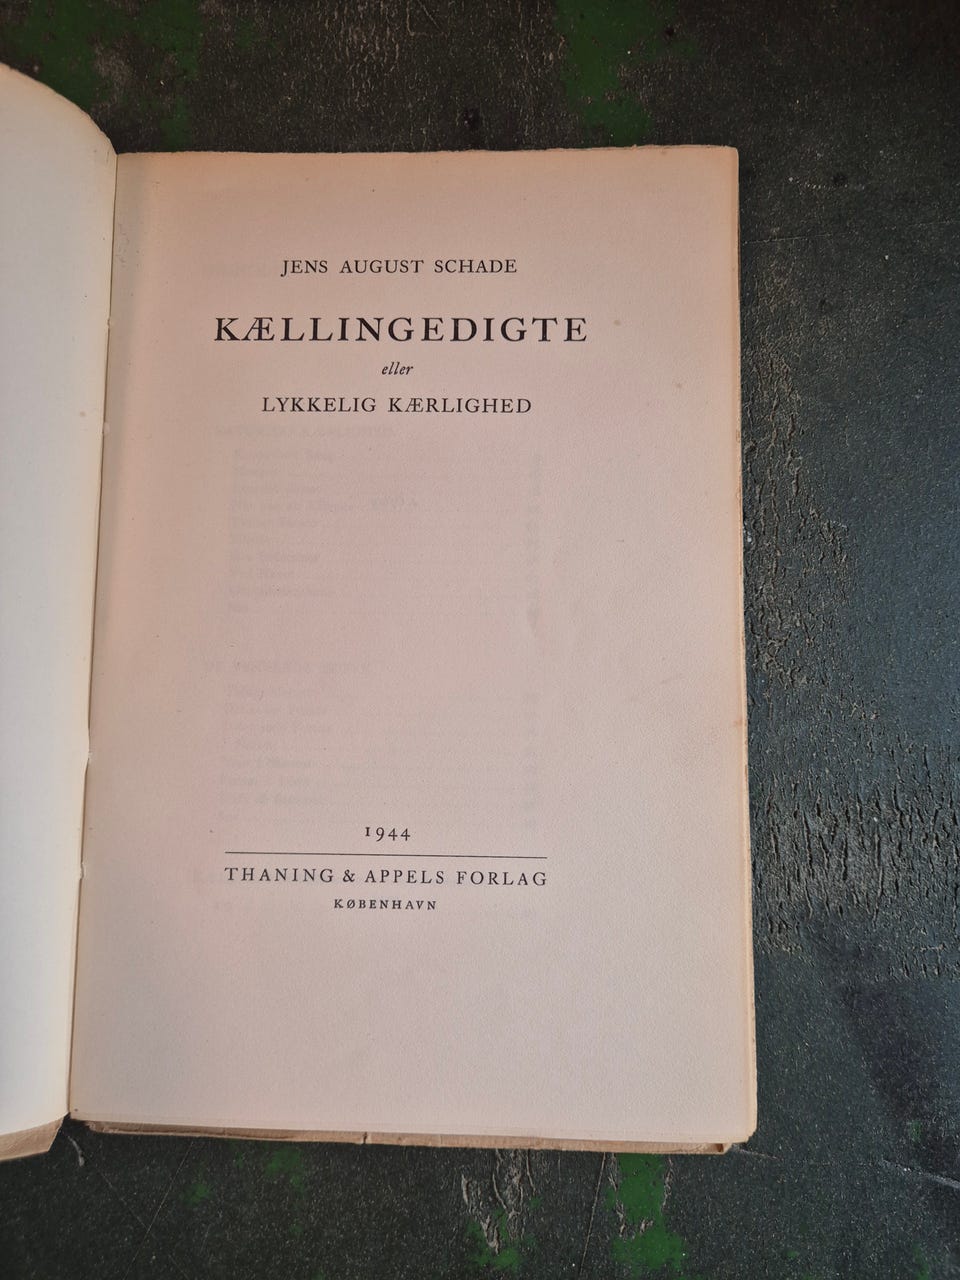 JENS AUGUST SCHADE
KÆLLINGEDIGTE
eller
LYKKELIG KÆRLIGHED
1944
THANING & APPELS FORLAG
KØBENHAVN